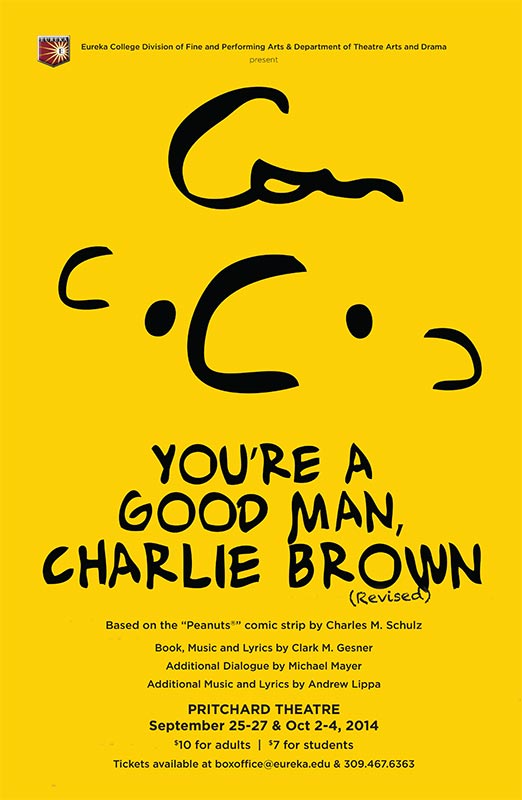 Eureka College Division of Fine and Performing Arts & Department of Theatre Arts and Drama
present
YOU'RE A
GOOD MAN,
CHARLIE BROWN
(Revised)
Based on the “Peanuts®” comic strip by Charles M. Schulz
Book, Music and Lyrics by Clark M. Gesner
Additional Dialogue by Michael Mayer
Additional Music and Lyrics by Andrew Lippa
PRITCHARD THEATRE
September 25-27 & Oct 2-4, 2014
$10 for adults | $7 for students
Tickets available at boxoffice@eureka.edu & 309.467.6363